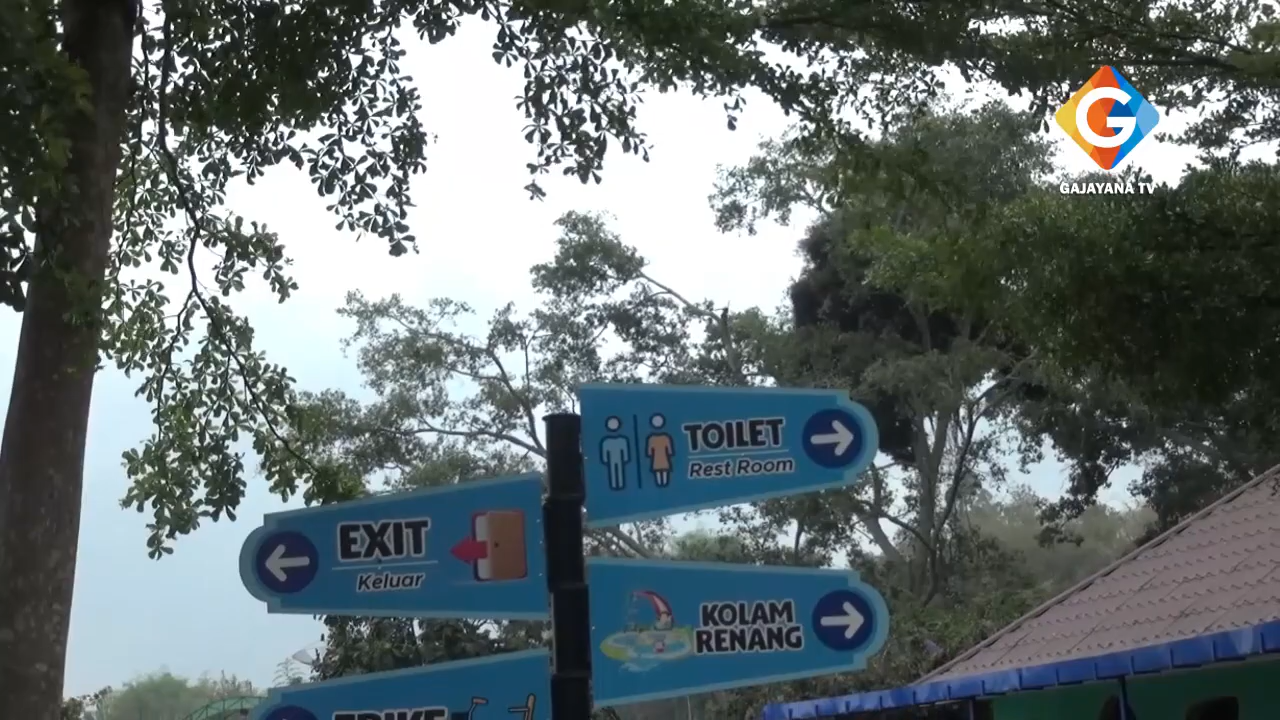 G
GAJAYANA TV
TOILET
Rest Room
EXIT
Keluar
KOLAM
RENANG